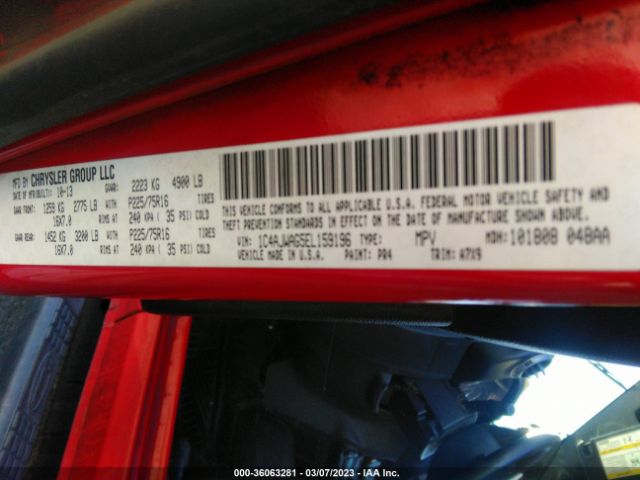 MFD BY CHRYSLER GROUP LLC
DATE OF MFR/BUILT: 10-13 GVWR: 2223 KG 4900 LB
GAWR FRONT: 1259 KG 2775 LB TIRES P225/75R16
16X7.0 RIMS AT 240 KPA ( 35 PSI) COLD
GAWR REAR: 1452 KG 3200 LB TIRES P225/75R16
16X7.0 RIMS AT 240 KPA ( 35 PSI) COLD
THIS VEHICLE CONFORMS TO ALL APPLICABLE U.S.A. FEDERAL MOTOR VEHICLE SAFETY AND
THEFT PREVENTION STANDARDS IN EFFECT ON THE DATE OF MANUFACTURE SHOWN ABOVE.
VIN: 1C4AJWAG5EL159196 TYPE: MPV MDH: 101808 048AA
VEHICLE MADE IN U.S.A. PAINT: PR4 TRIM: A7X9
000-36063281 - 03/07/2023 - IAA Inc.